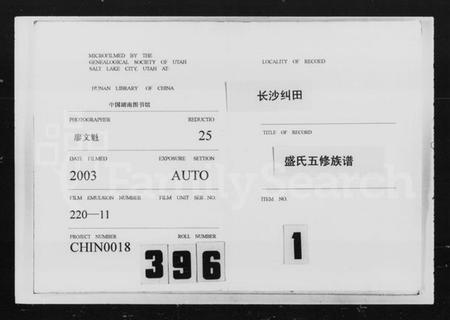 MICROFILMED BY THE
GENEALOGICAL SOCIETY OF UTAH
SALT LAKE CITY, UTAH AT:
HUNAN LIBRARY OF CHINA
中國湖南图书馆
PHOTOGRAPHER REDUCTIO
廖文魁 25
DATE FILMED EXPOSURE SETTION
2003 AUTO
FILM EMULSION NUMBER FILM UNIT SER. NO.
220—11
PROJECT NUMBER ROLL NUMBER
CHIN0018 396
LOCALITY OF RECORD
长沙纠田
TITLE OF RECORD
盛氏五修族谱
ITEM NO.
1
FamilySearch